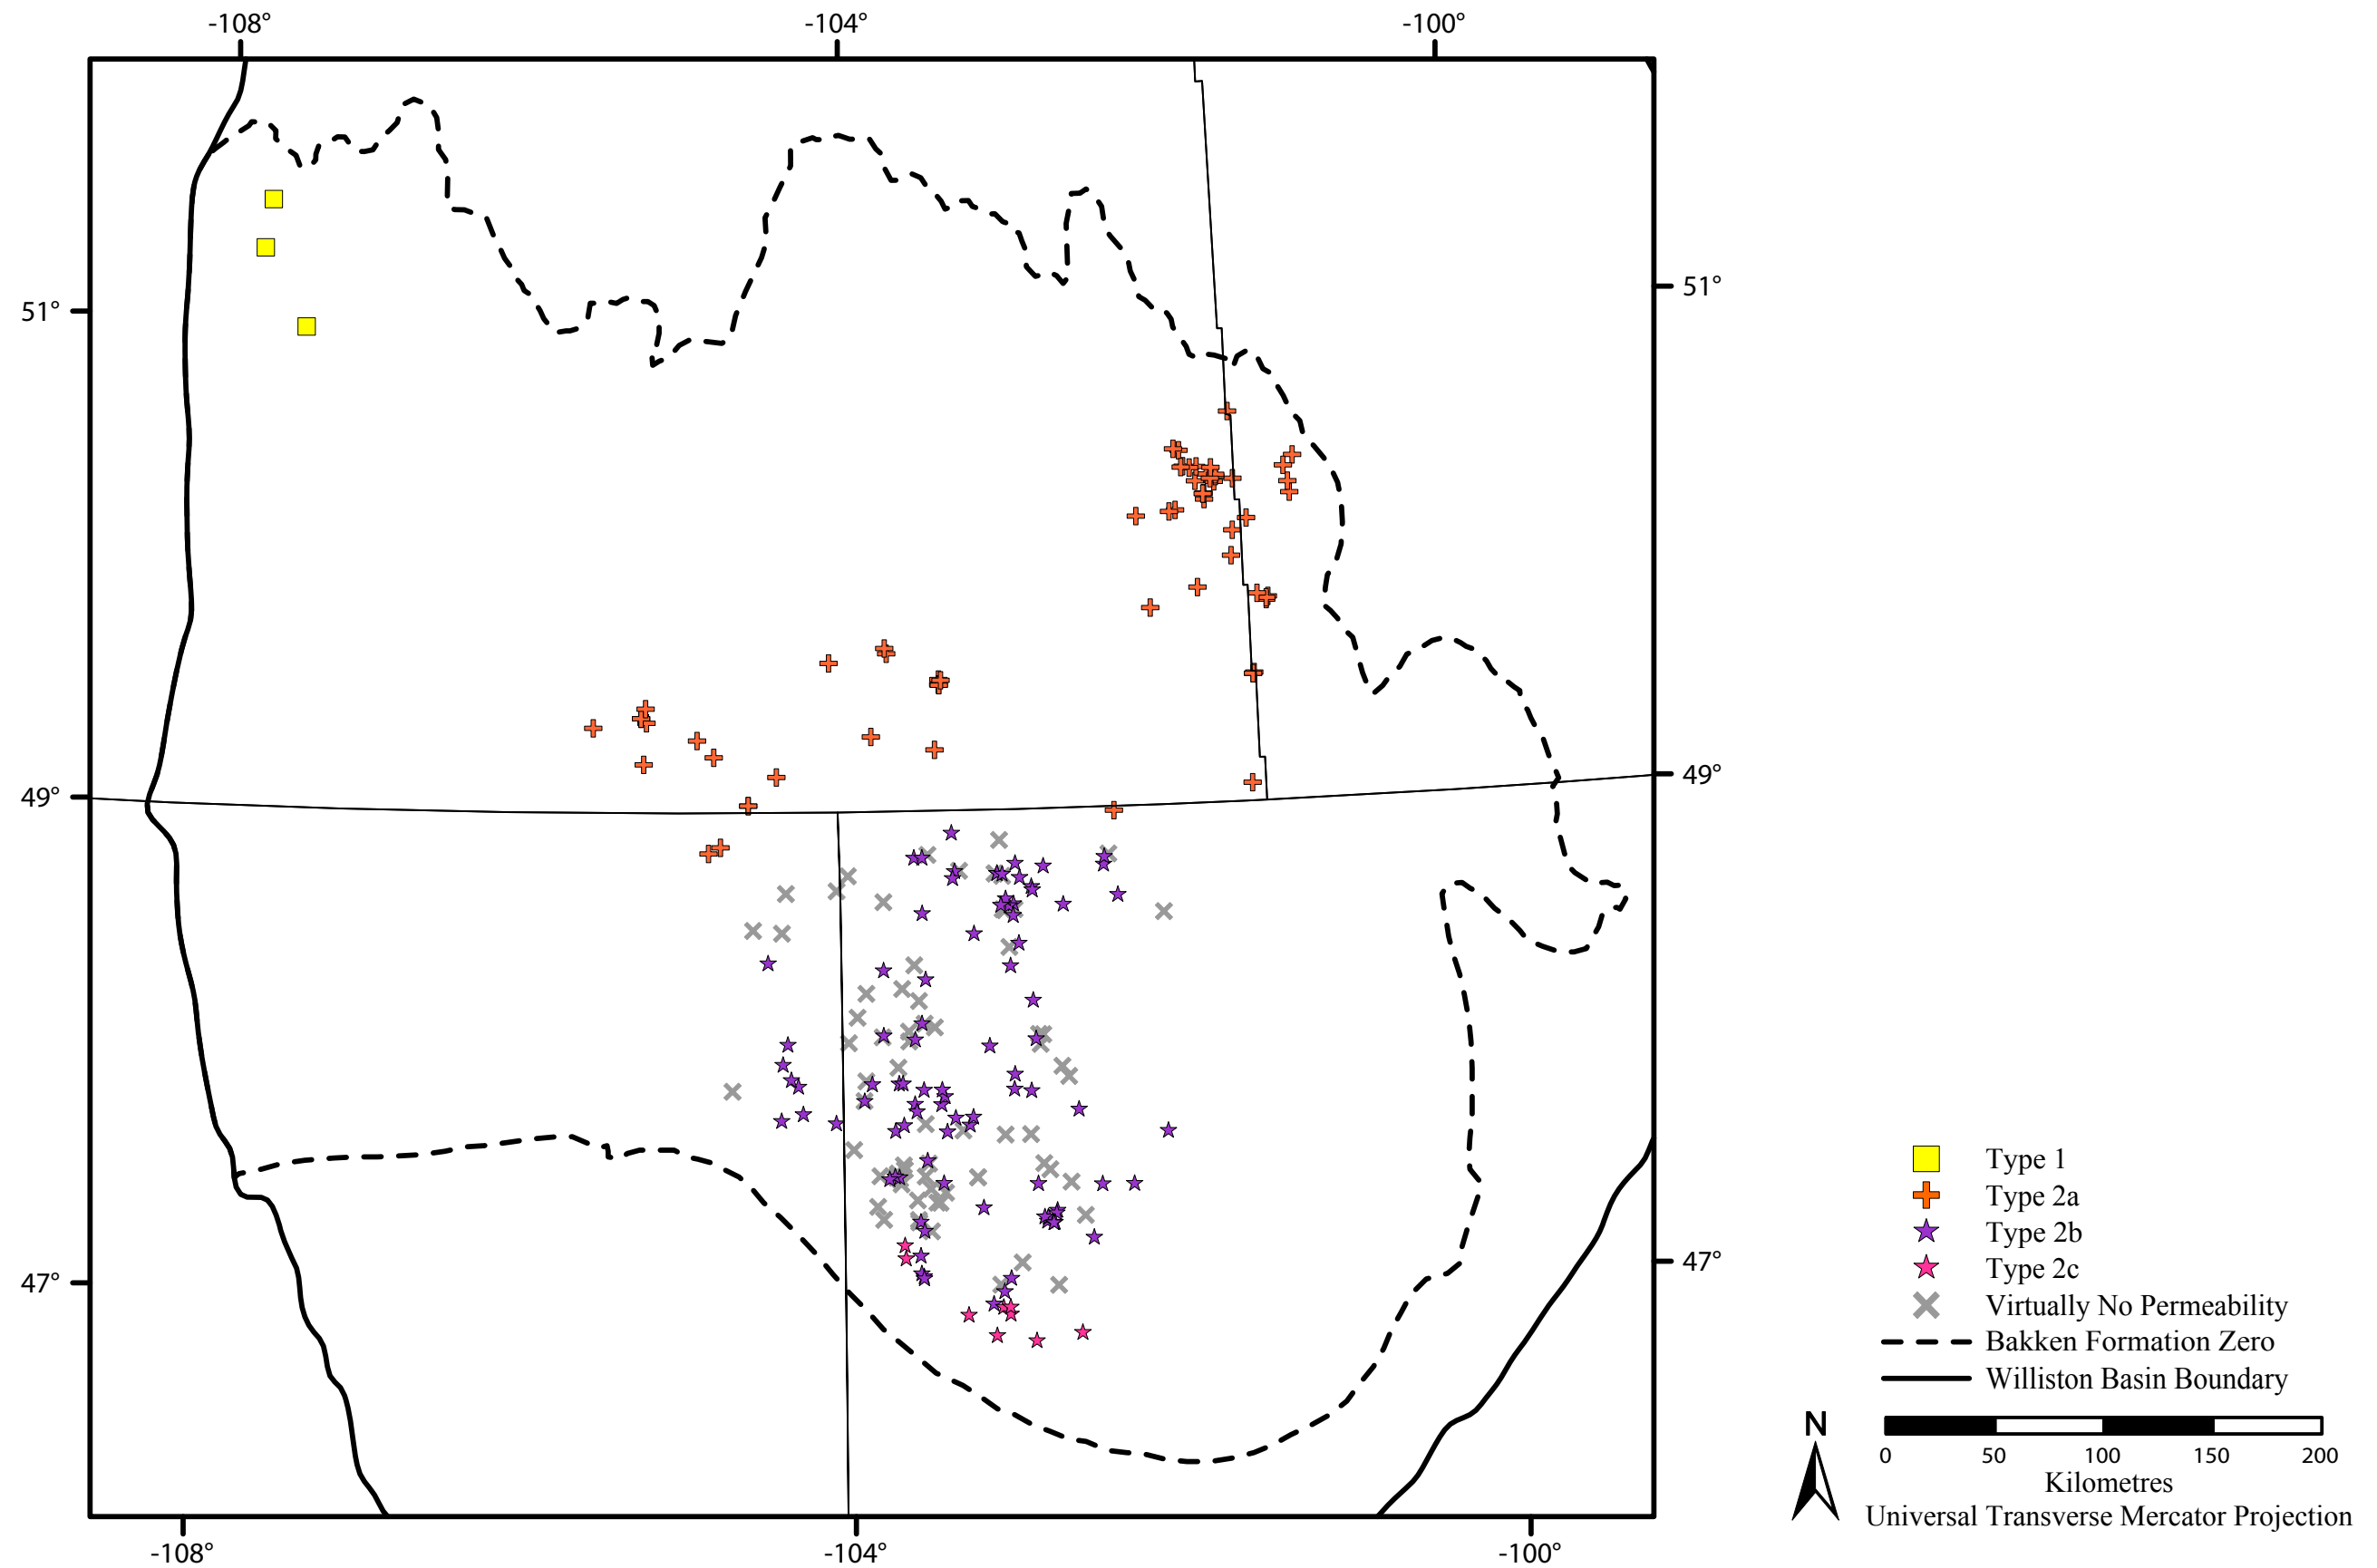 -108°
-104°
-100°
51°
51°
49°
49°
47°
47°
-108°
-104°
-100°
Type 1
Type 2a
Type 2b
Type 2c
Virtually No Permeability
Bakken Formation Zero
Williston Basin Boundary
N
0 50 100 150 200
Kilometres
Universal Transverse Mercator Projection